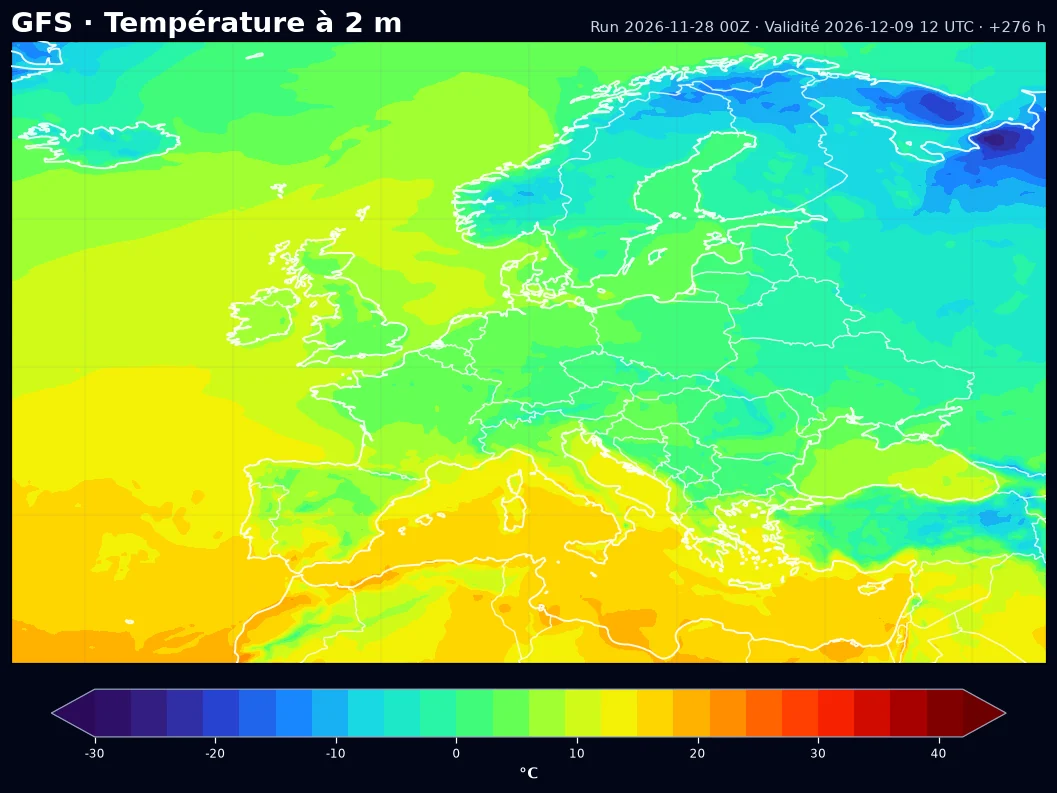 GFS · Température à 2 m
Run 2026-11-28 00Z · Validité 2026-12-09 12 UTC · +276 h
-30 -20 -10 0 10 20 30 40
°C